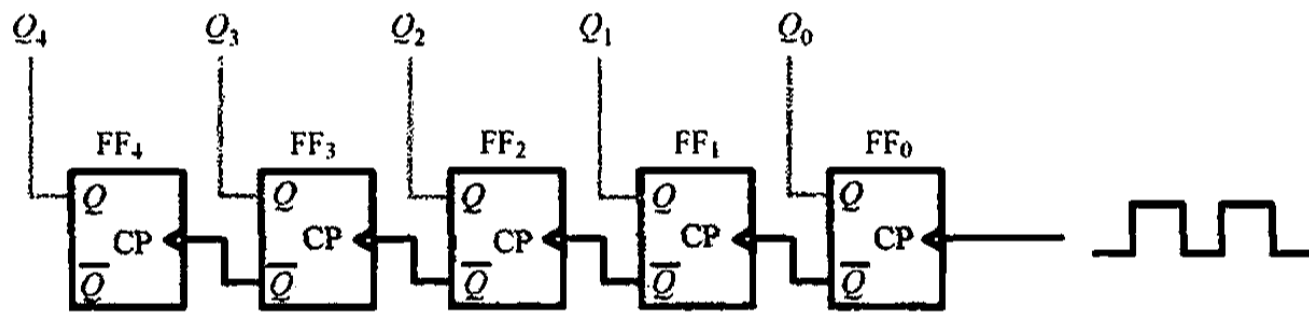 Q₄ Q₃ Q₂ Q₁ Q₀
FF₄ FF₃ FF₂ FF₁ FF₀
Q Q Q Q Q
CP CP CP CP CP
Q̅ Q̅ Q̅ Q̅ Q̅